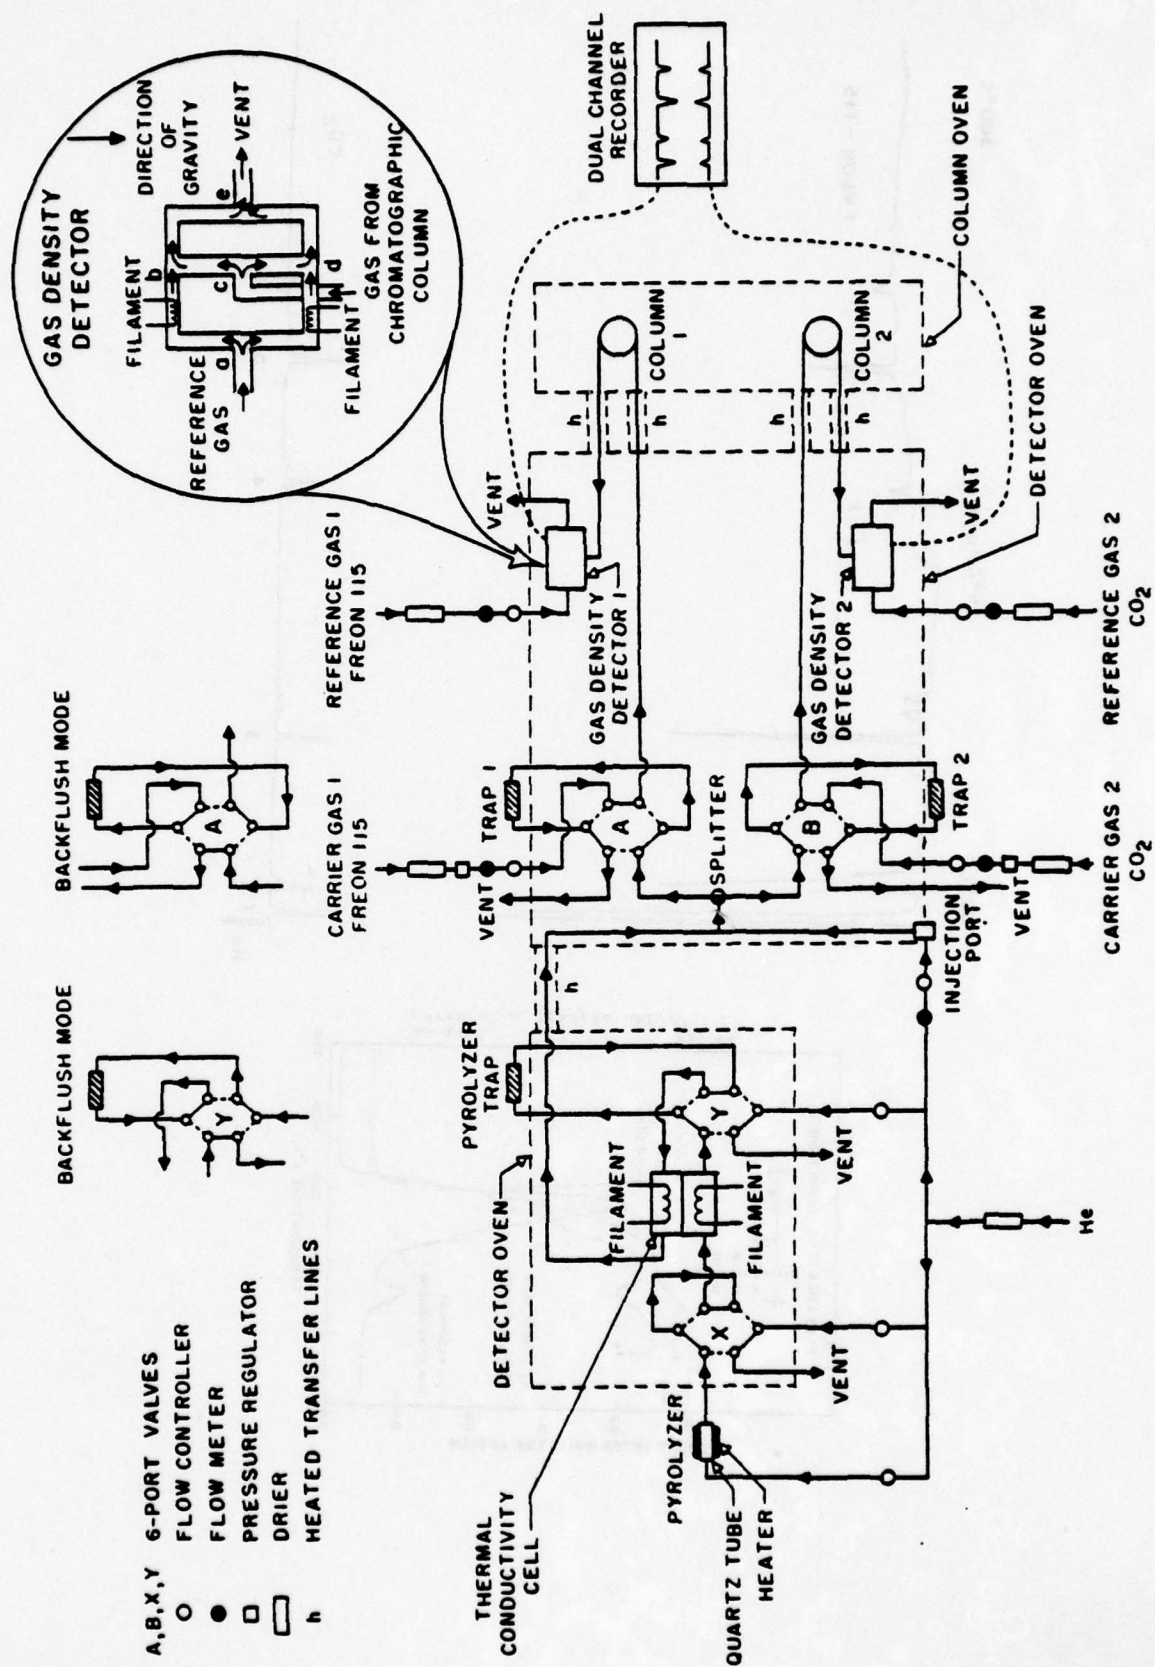 A,B,X,Y 6-PORT VALVES
FLOW CONTROLLER
FLOW METER
PRESSURE REGULATOR
DRIER
h HEATED TRANSFER LINES
BACKFLUSH MODE
Y
BACKFLUSH MODE
A
GAS DENSITY
DETECTOR
FILAMENT
b
DIRECTION
OF
GRAVITY
REFERENCE
GAS
a
c
e
VENT
d
FILAMENT
GAS FROM
CHROMATOGRAPHIC
COLUMN
THERMAL
CONDUCTIVITY
CELL
DETECTOR OVEN
PYROLYZER
TRAP
FILAMENT
FILAMENT
X
Y
h
VENT
VENT
PYROLYZER
QUARTZ TUBE
HEATER
He
CARRIER GAS 1
FREON 115
VENT
TRAP 1
A
SPLITTER
B
TRAP 2
INJECTION
PORT
VENT
CARRIER GAS 2
CO2
REFERENCE GAS 1
FREON 115
VENT
GAS DENSITY
DETECTOR 1
GAS DENSITY
DETECTOR 2
VENT
REFERENCE GAS 2
CO2
DETECTOR OVEN
h
h
h
h
COLUMN
1
COLUMN
2
COLUMN OVEN
DUAL CHANNEL
RECORDER